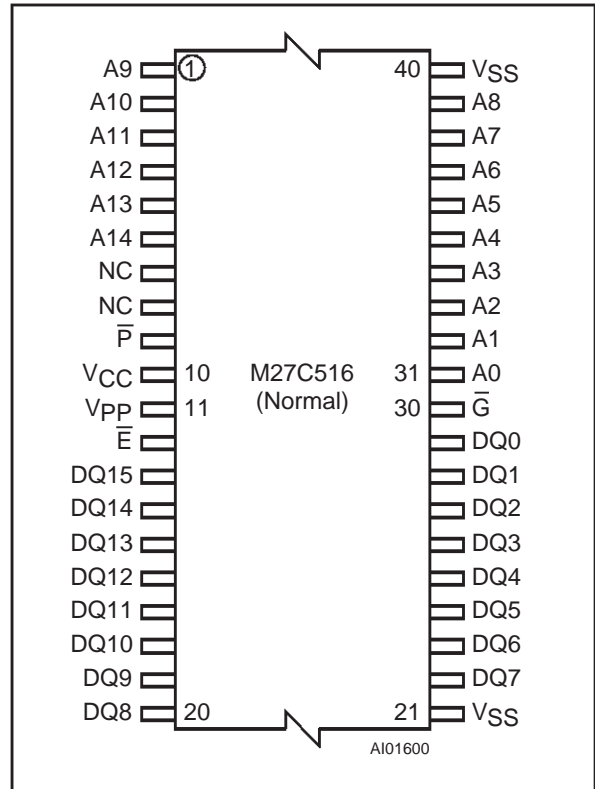 A9 1 40 VSS
A10 A8
A11 A7
A12 A6
A13 A5
A14 A4
NC A3
NC A2
P̅ A1
VCC 10 M27C516 31 A0
VPP 11 (Normal) 30 G̅
E̅ DQ0
DQ15 DQ1
DQ14 DQ2
DQ13 DQ3
DQ12 DQ4
DQ11 DQ5
DQ10 DQ6
DQ9 DQ7
DQ8 20 21 VSS
AI01600